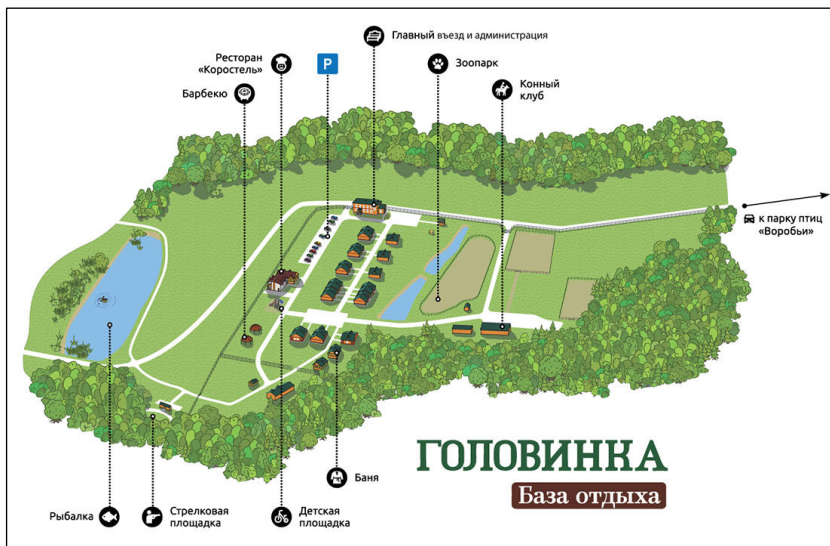 Главный въезд и администрация
Ресторан
«Коростель»
P
Зоопарк
Барбекю
Конный
клуб
к парку птиц
«Воробьи»
ГОЛОВИНКА
База отдыха
Баня
Рыбалка
Стрелковая
площадка
Детская
площадка